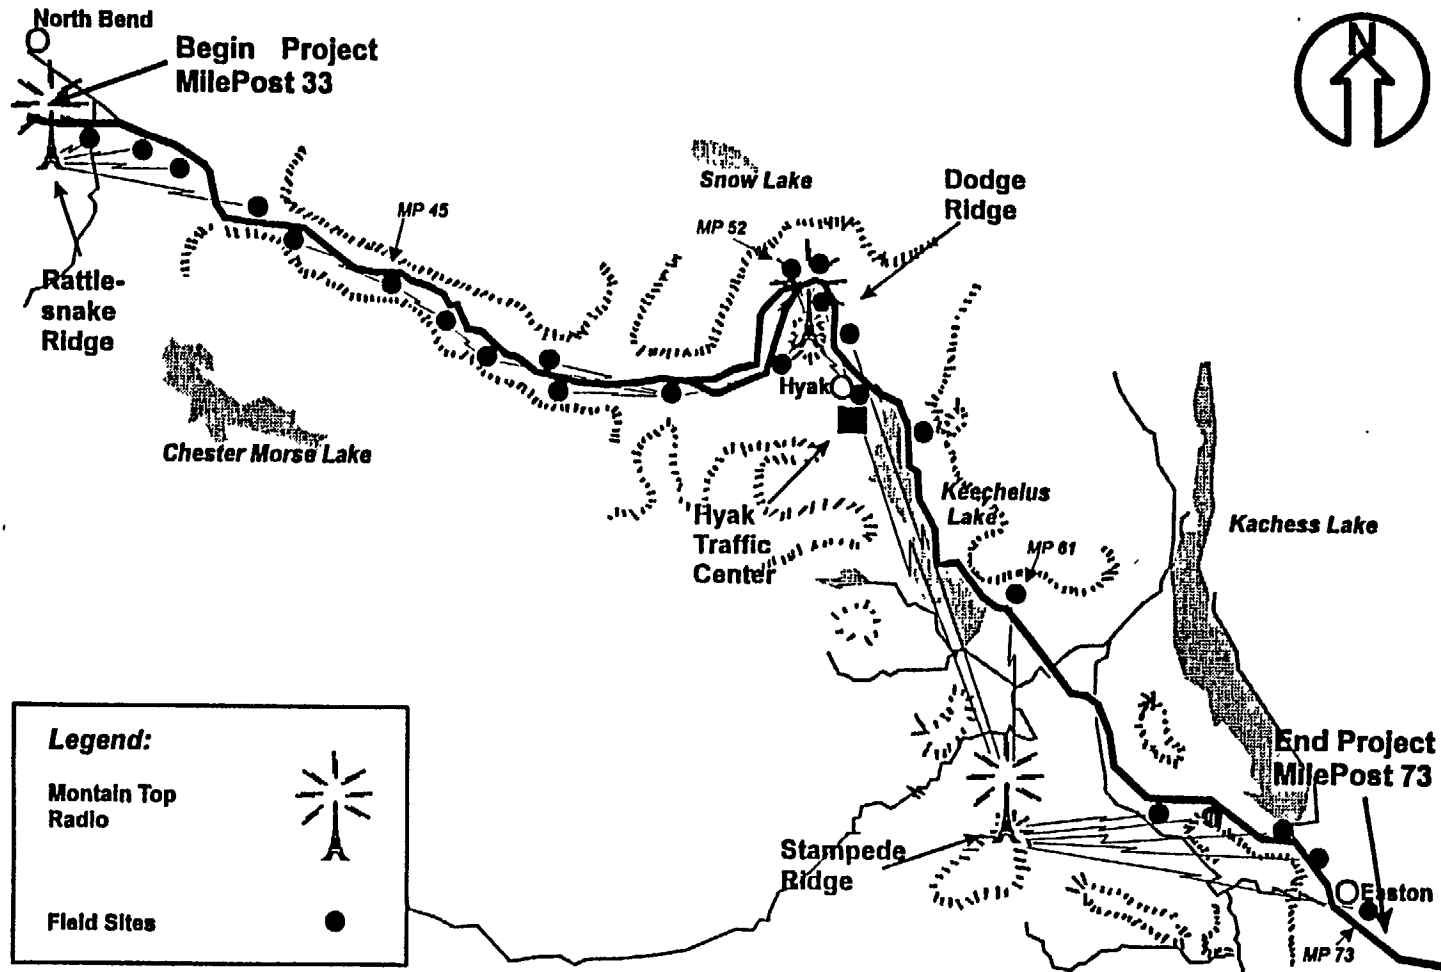 North Bend
Begin Project
MilePost 33
N
Snow Lake
Dodge
Ridge
MP 45
MP 52
Rattle-
snake
Ridge
Hyak
Chester Morse Lake
Keechelus
Lake
Hyak
Traffic
Center
Kachess Lake
MP 61
Legend:
Montain Top
Radio
Field Sites
End Project
MilePost 73
Stampede
Ridge
Easton
MP 73